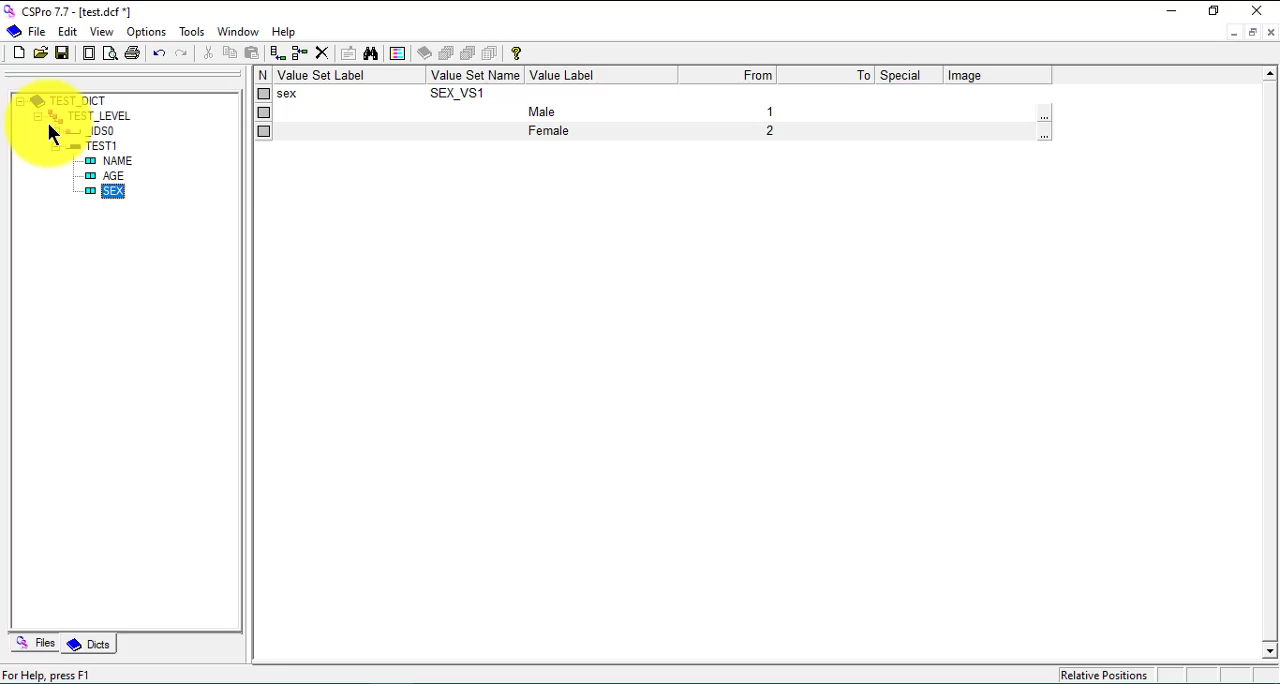 CSPro 7.7 - [test.dcf *]
File Edit View Options Tools Window Help
N Value Set Label Value Set Name Value Label From To Special Image
sex SEX_VS1
Male 1 ...
Female 2 ...
TEST_DICT
TEST_LEVEL
_IDS0
TEST1
NAME
AGE
SEX
Files Dicts
For Help, press F1 Relative Positions